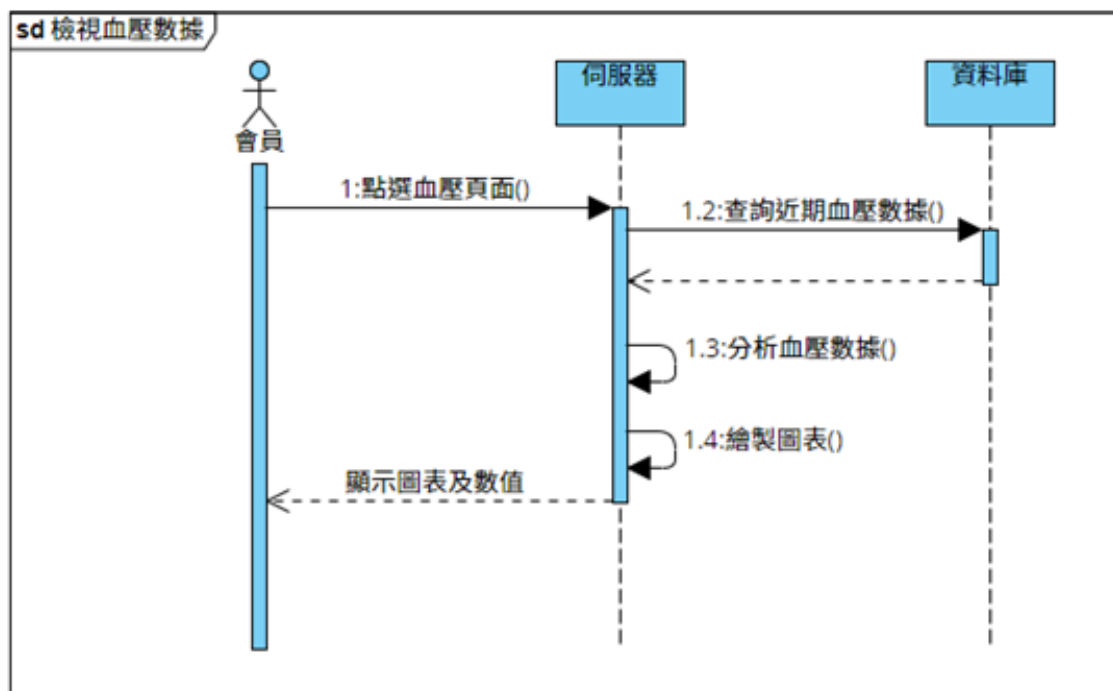 sd 檢視血壓數據
會員
伺服器
資料庫
1:點選血壓頁面()
1.2:查詢近期血壓數據()
1.3:分析血壓數據()
1.4:繪製圖表()
顯示圖表及數值